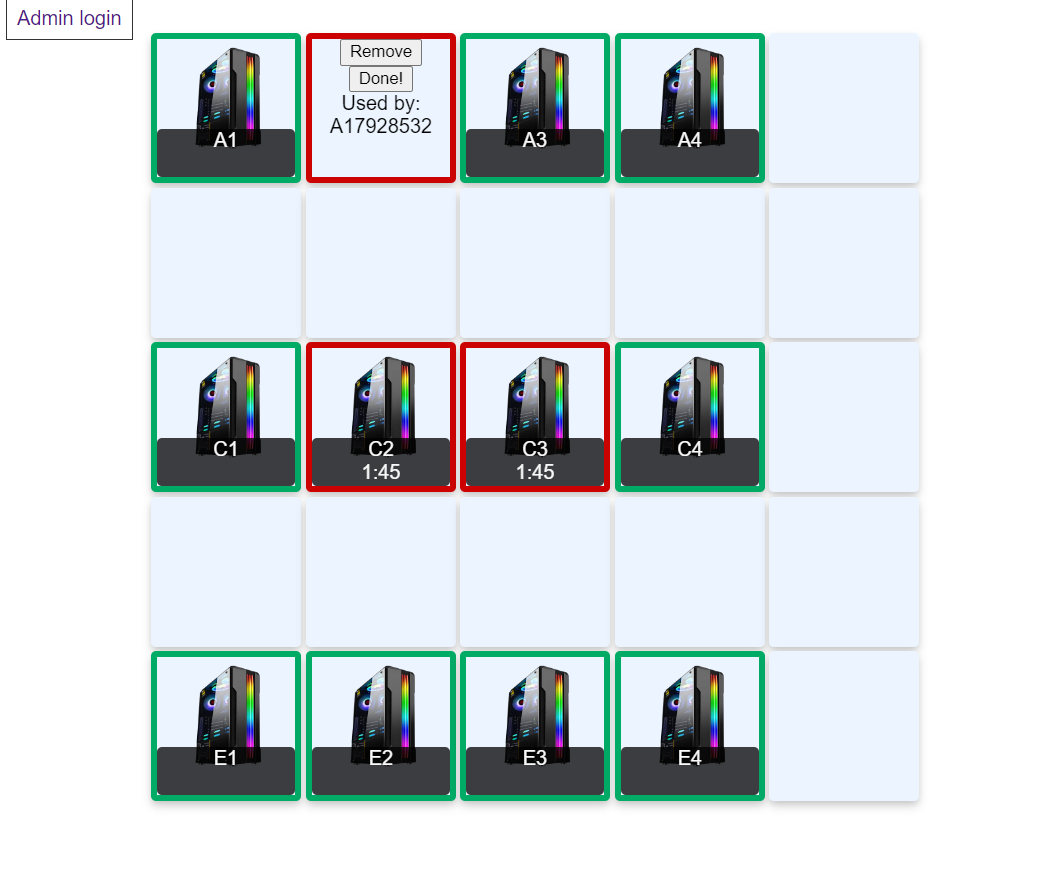 Admin login
A1
Remove
Done!
Used by:
A17928532
A3
A4
C1
C2
1:45
C3
1:45
C4
E1
E2
E3
E4